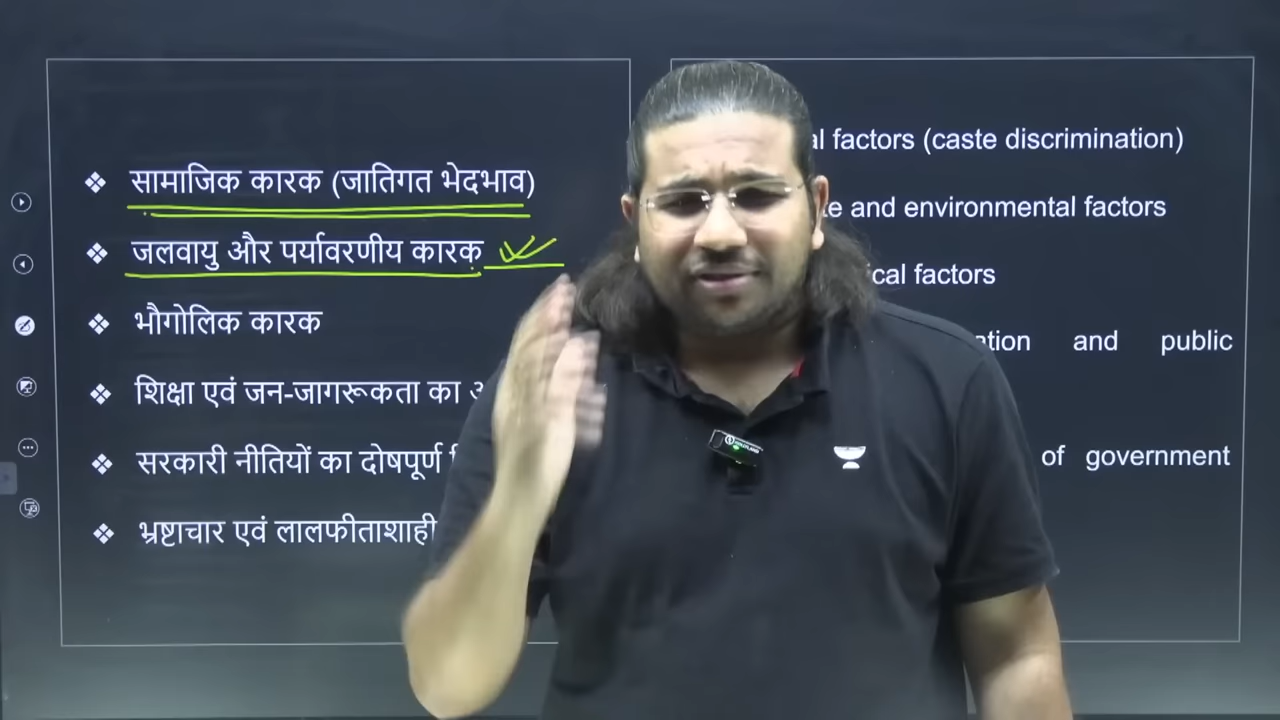 सामाजिक कारक (जातिगत भेदभाव)
जलवायु और पर्यावरणीय कारक
भौगोलिक कारक
शिक्षा एवं जन-जागरूकता का
सरकारी नीतियों का दोषपूर्ण
भ्रष्टाचार एवं लालफीताशाही
factors (caste discrimination)
and environmental factors
factors
and public
of government